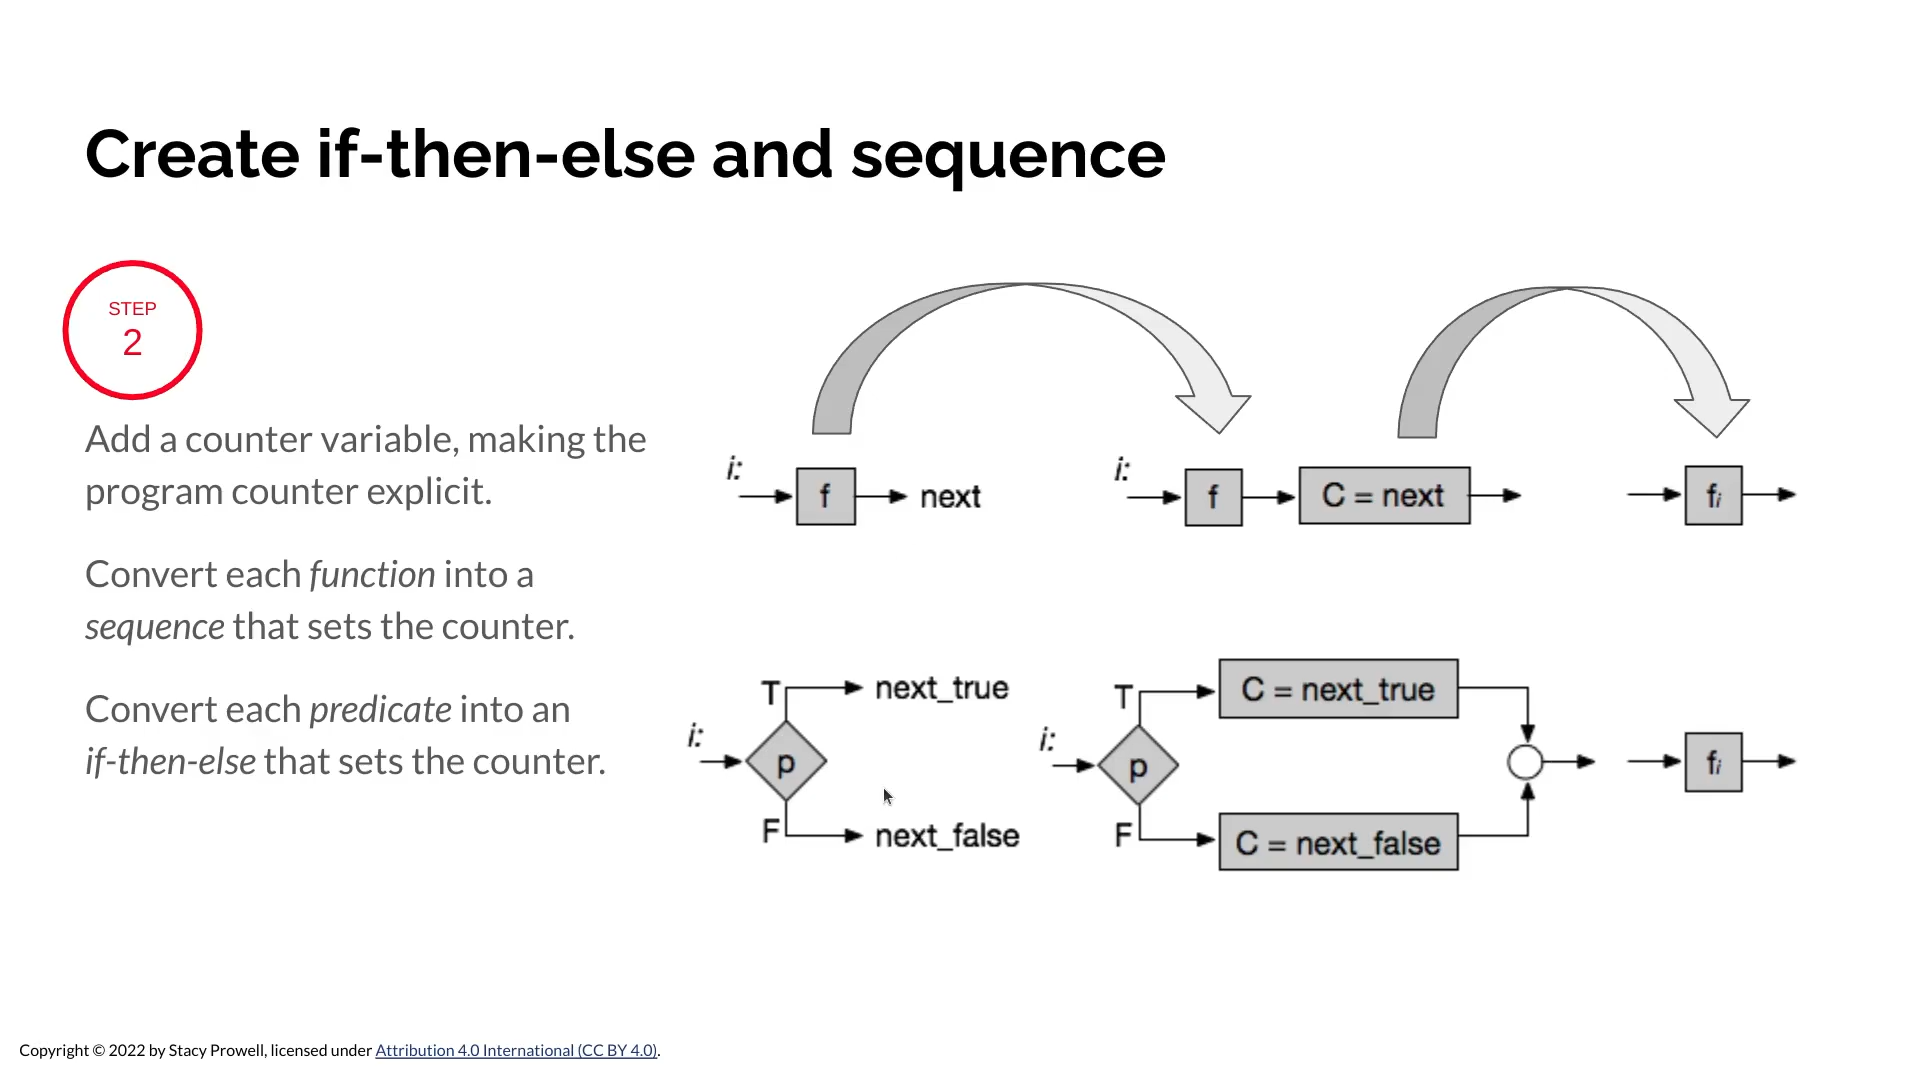 Create if-then-else and sequence
STEP
2
Add a counter variable, making the
program counter explicit.
Convert each function into a
sequence that sets the counter.
Convert each predicate into an
if-then-else that sets the counter.
i:
f
next
i:
f
C = next
fi
i:
p
T
next_true
F
next_false
i:
p
T
C = next_true
F
C = next_false
fi
Copyright © 2022 by Stacy Prowell, licensed under Attribution 4.0 International (CC BY 4.0).